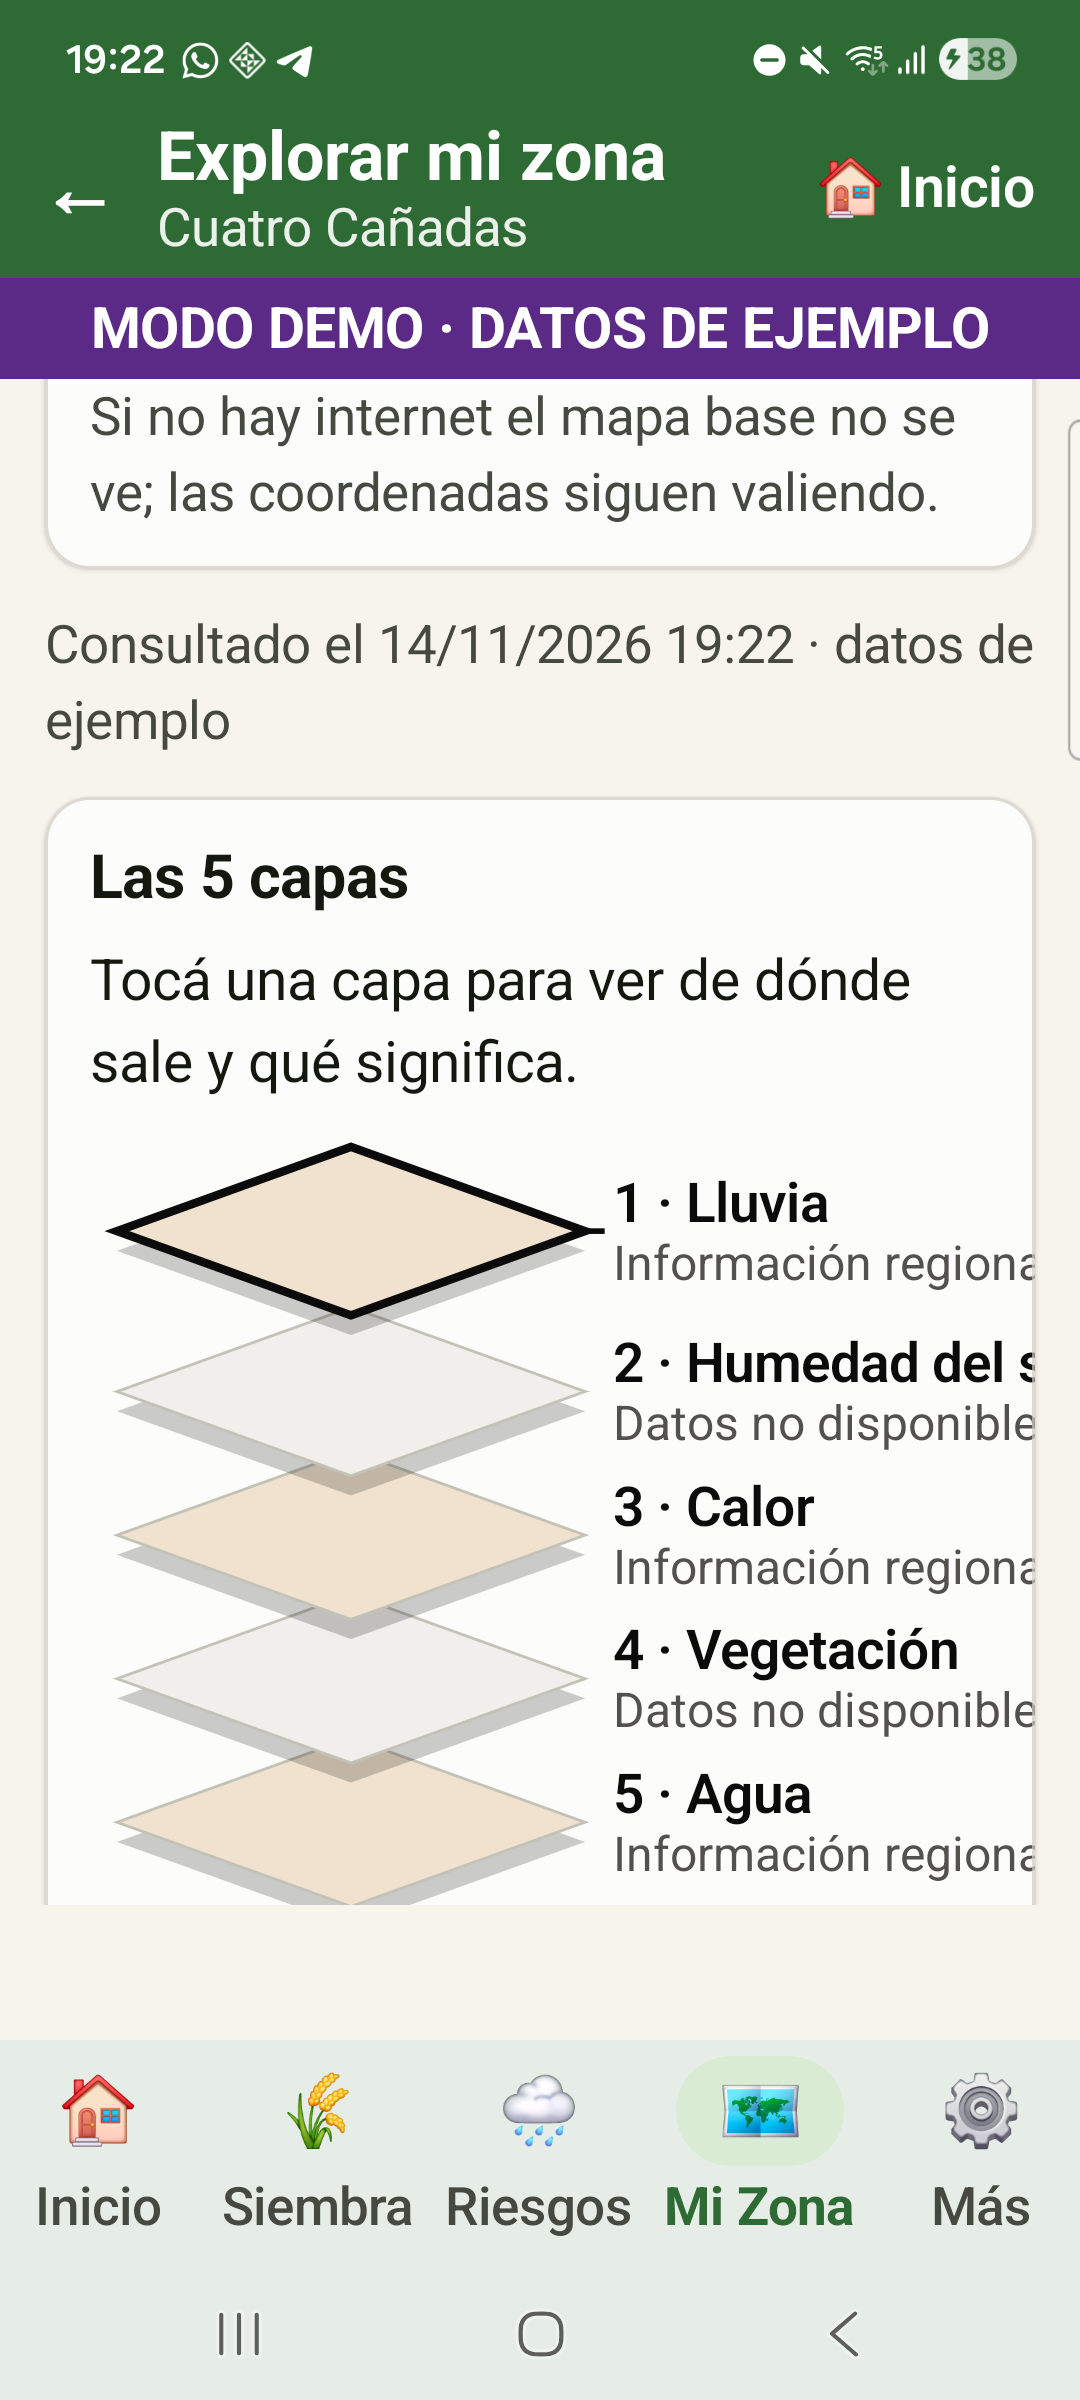 19:22
5
38
←
Explorar mi zona
Cuatro Cañadas
Inicio
MODO DEMO · DATOS DE EJEMPLO
Si no hay internet el mapa base no se
ve; las coordenadas siguen valiendo.
Consultado el 14/11/2026 19:22 · datos de
ejemplo
Las 5 capas
Tocá una capa para ver de dónde
sale y qué significa.
1 · Lluvia
Información regiona
2 · Humedad del s
Datos no disponible
3 · Calor
Información regiona
4 · Vegetación
Datos no disponible
5 · Agua
Información regiona
Inicio
Siembra
Riesgos
Mi Zona
Más